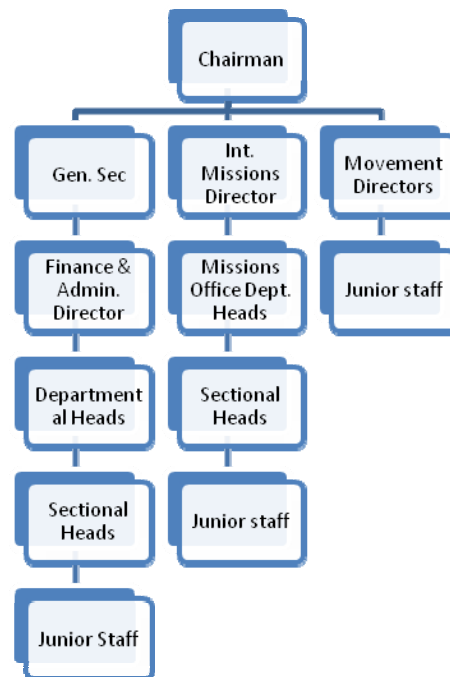 Chairman
Gen. Sec
Int.
Missions
Director
Movement
Directors
Finance &
Admin.
Director
Missions
Office Dept.
Heads
Junior staff
Department
al Heads
Sectional
Heads
Sectional
Heads
Junior staff
Junior Staff